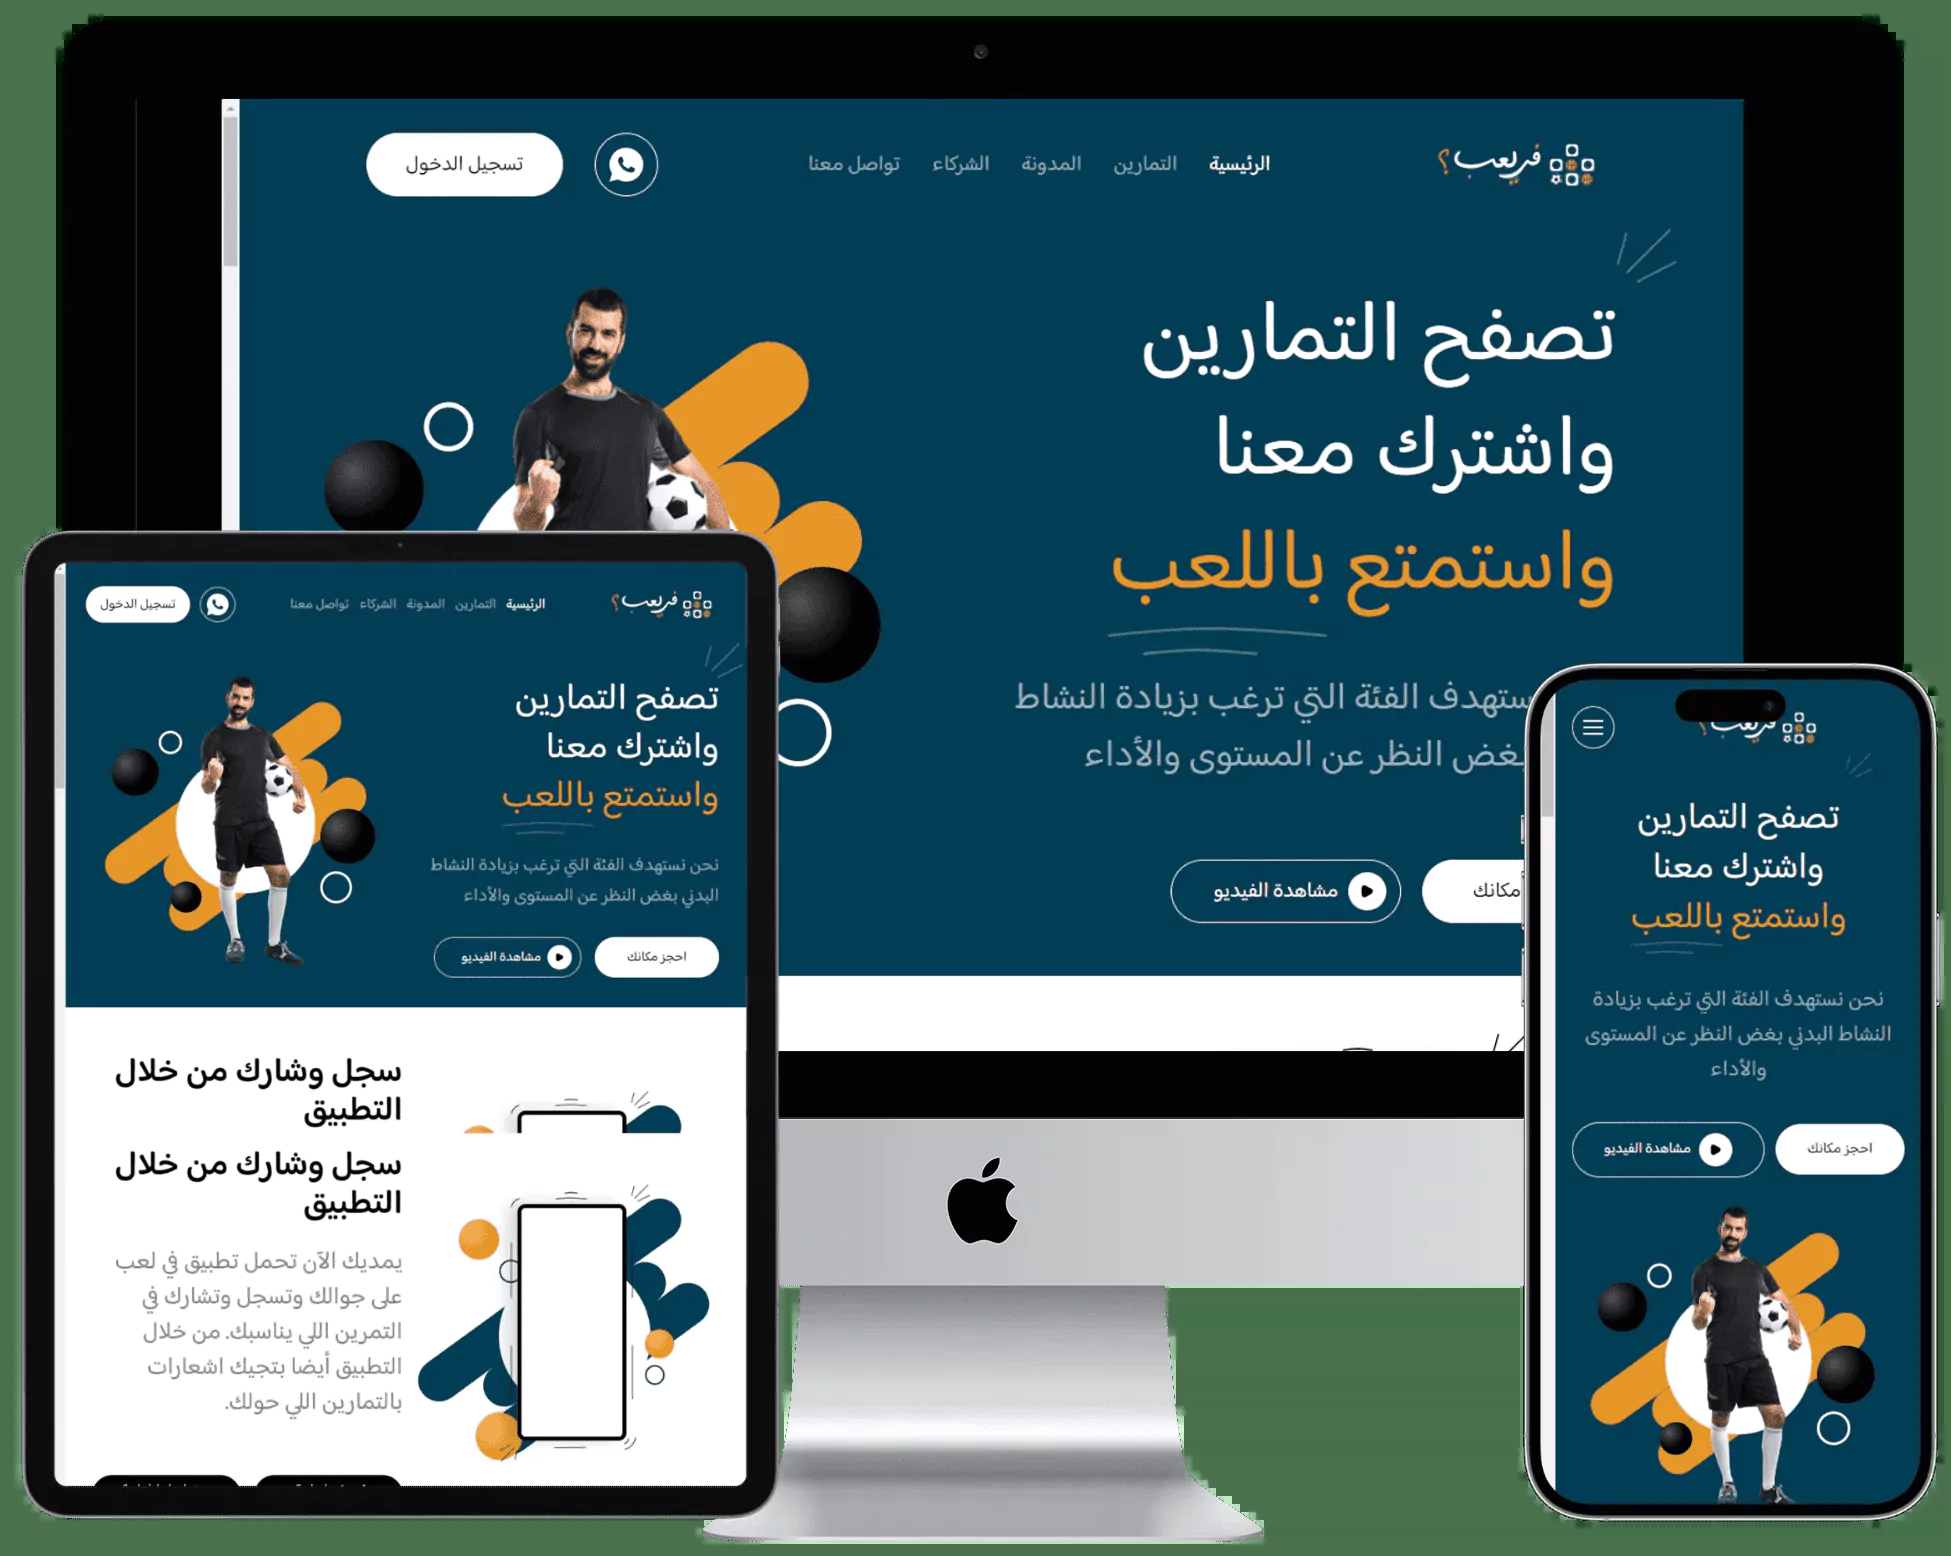 في لعب؟
الرئيسية التمارين المدونة الشركاء تواصل معنا
تسجيل الدخول
تصفح التمارين
واشترك معنا
واستمتع باللعب
ستهدف الفئة التي ترغب بزيادة النشاط
بغض النظر عن المستوى والأداء
مكانك
مشاهدة الفيديو
في لعب؟
الرئيسية التمارين المدونة الشركاء تواصل معنا
تسجيل الدخول
تصفح التمارين
واشترك معنا
واستمتع باللعب
نحن نستهدف الفئة التي ترغب بزيادة النشاط
البدني بغض النظر عن المستوى والأداء
احجز مكانك
مشاهدة الفيديو
سجل وشارك من خلال
التطبيق
سجل وشارك من خلال
التطبيق
يمديك الآن تحمل تطبيق في لعب
على جوالك وتسجل وتشارك في
التمرين اللي يناسبك. من خلال
التطبيق أيضا بتجيك اشعارات
بالتمارين اللي حولك.
في لعب؟
تصفح التمارين
واشترك معنا
واستمتع باللعب
نحن نستهدف الفئة التي ترغب بزيادة
النشاط البدني بغض النظر عن المستوى
والأداء
احجز مكانك
مشاهدة الفيديو